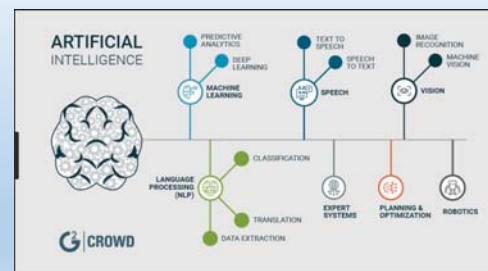 ARTIFICIAL
INTELLIGENCE
PREDICTIVE
ANALYTICS
DEEP
LEARNING
MACHINE
LEARNING
TEXT TO
SPEECH
SPEECH
TO TEXT
SPEECH
IMAGE
RECOGNITION
MACHINE
VISION
VISION
LANGUAGE
PROCESSING
(NLP)
CLASSIFICATION
TRANSLATION
DATA EXTRACTION
EXPERT
SYSTEMS
PLANNING &
OPTIMIZATION
ROBOTICS
G2 CROWD